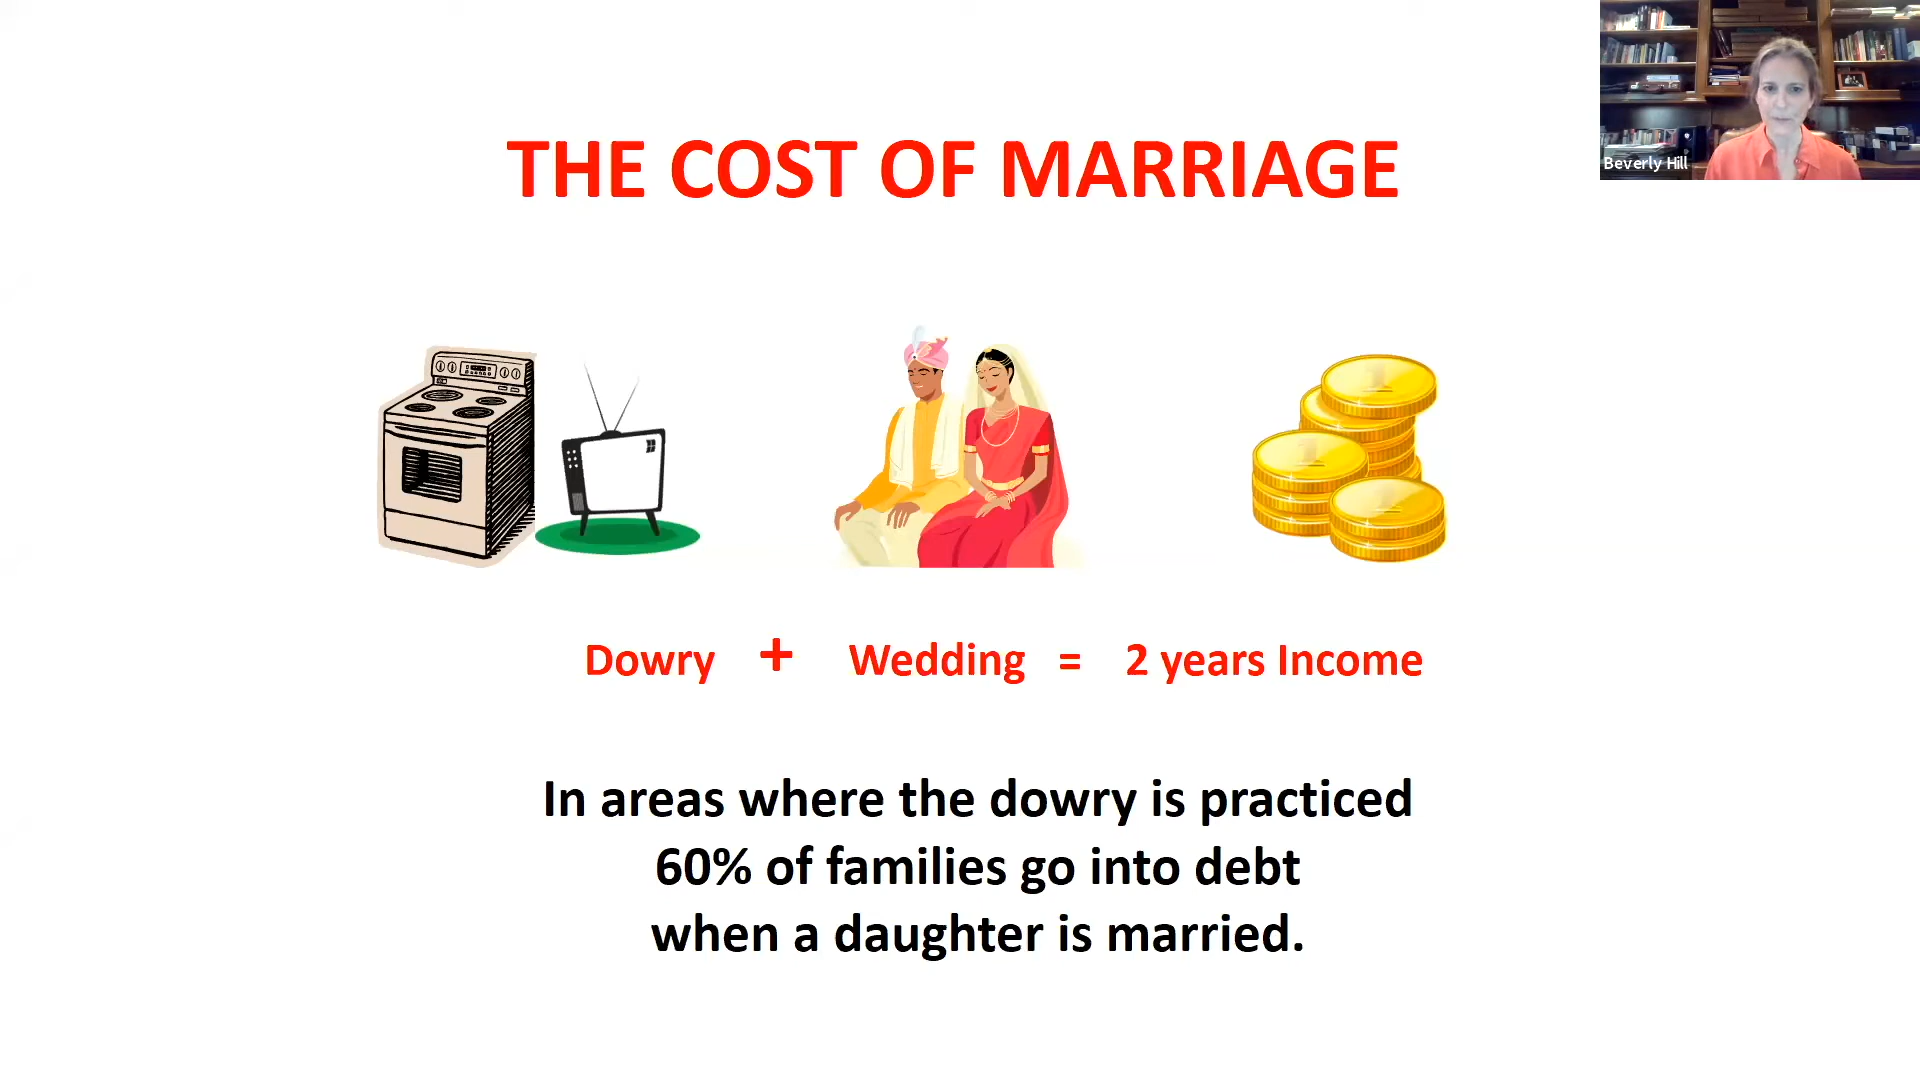 Beverly Hill
THE COST OF MARRIAGE
Dowry + Wedding = 2 years Income
In areas where the dowry is practiced
60% of families go into debt
when a daughter is married.